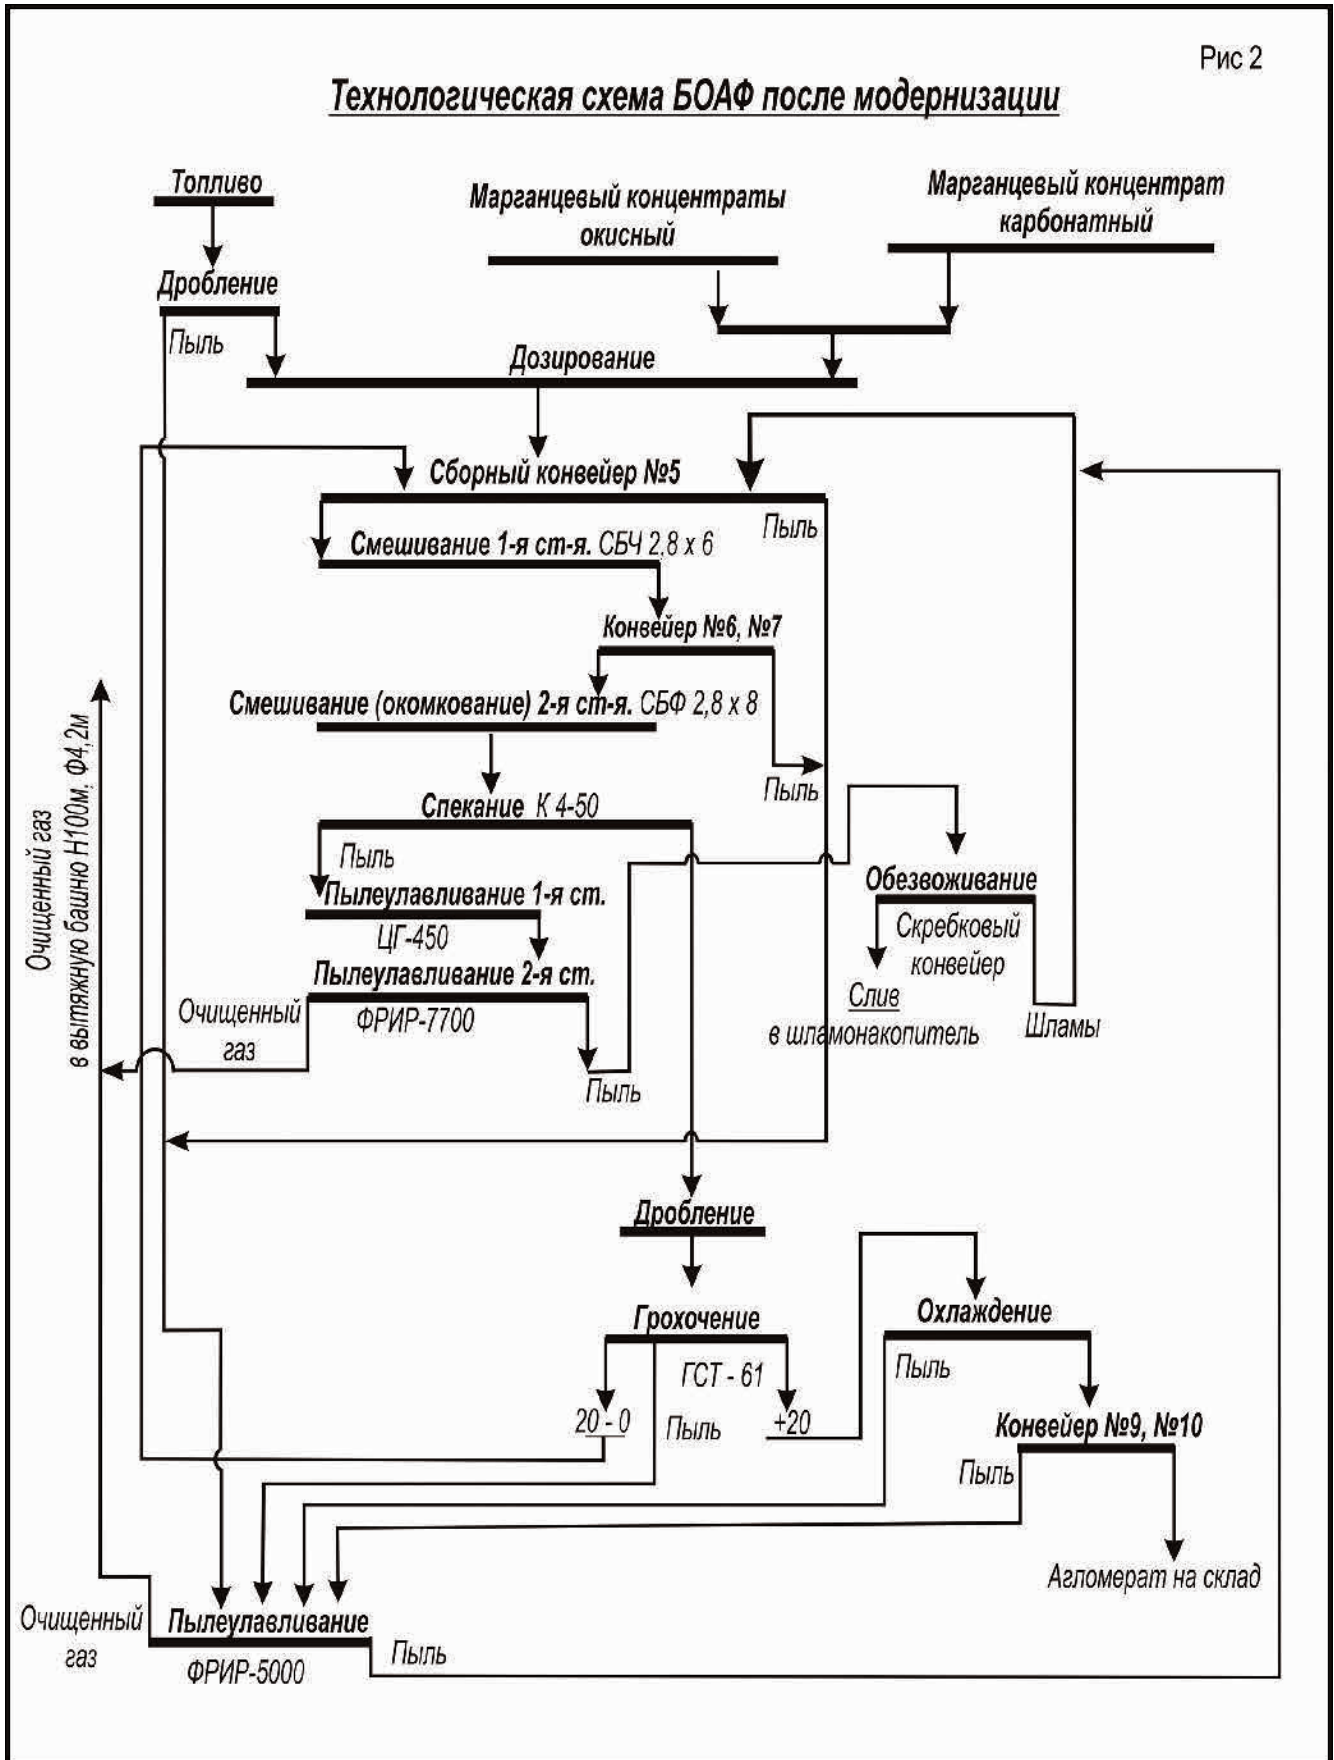 Рис 2
Технологическая схема БОАФ после модернизации
Топливо
Марганцевый концентраты
окисный
Марганцевый концентрат
карбонатный
Дробление
Пыль
Дозирование
Сборный конвейер №5
Пыль
Смешивание 1-я ст-я. СБЧ 2,8 х 6
Конвейер №6, №7
Смешивание (окомкование) 2-я ст-я. СБФ 2,8 х 8
Пыль
Спекание К 4-50
Пыль
Пылеулавливание 1-я ст.
ЦГ-450
Пылеулавливание 2-я ст.
ФРИР-7700
Очищенный
газ
Пыль
Обезвоживание
Скребковый
конвейер
Слив
в шламонакопитель
Шламы
Очищенный газ
в вытяжную башню Н100м, Ф4,2м
Дробление
Грохочение
ГСТ - 61
20 - 0
Пыль
+20
Охлаждение
Пыль
Конвейер №9, №10
Пыль
Агломерат на склад
Очищенный
газ
Пылеулавливание
ФРИР-5000
Пыль